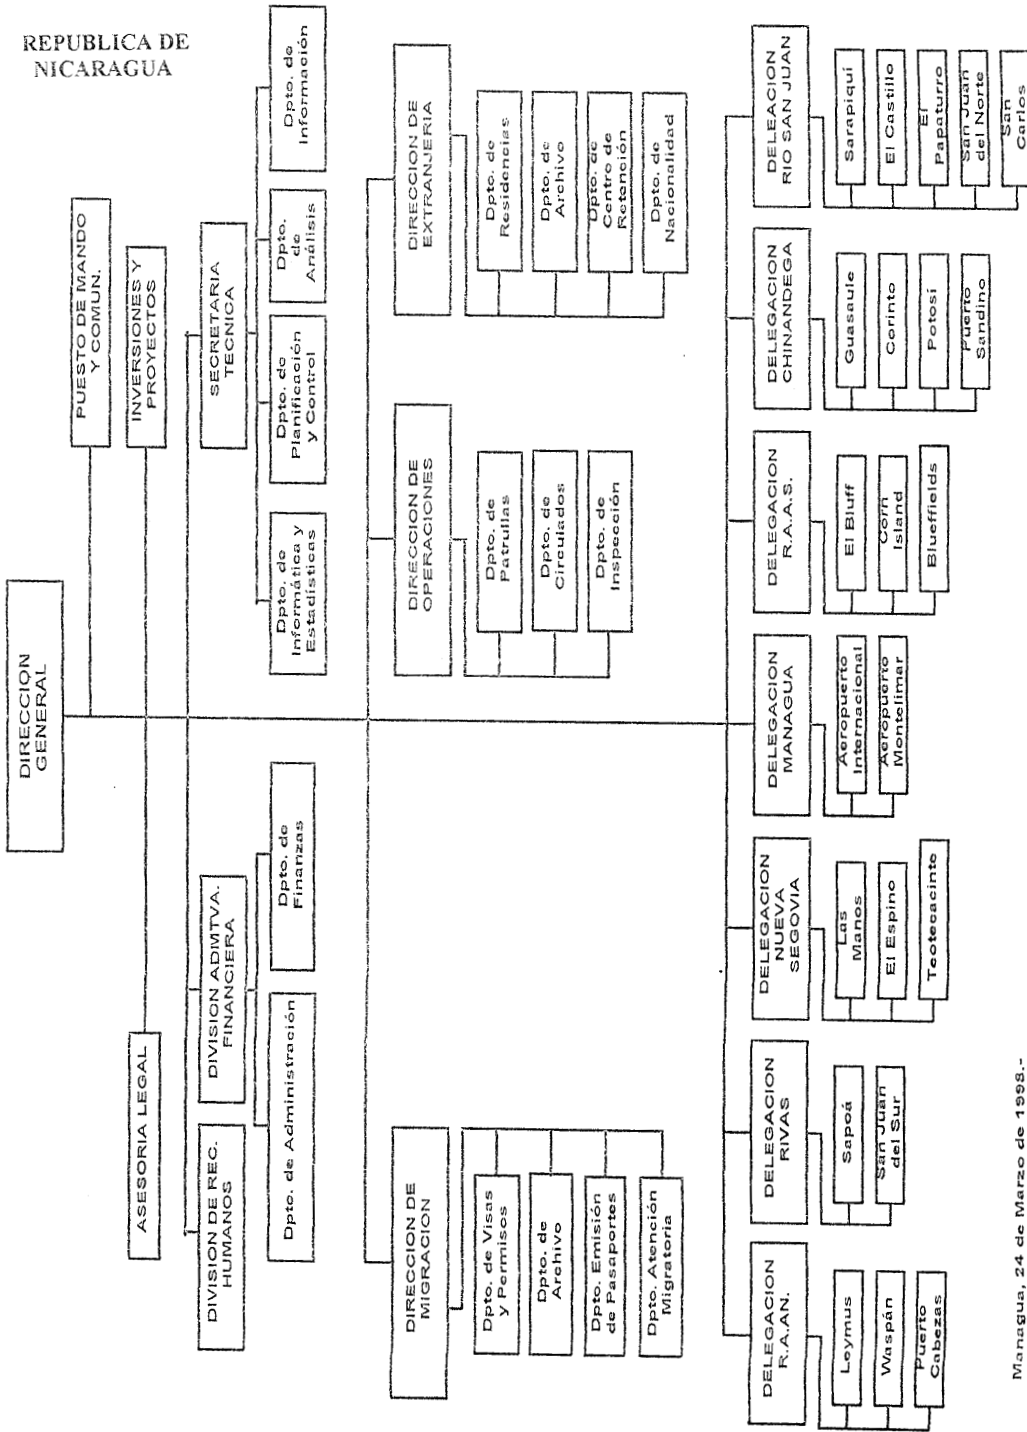 REPUBLICA DE
NICARAGUA
DIRECCION
GENERAL
PUESTO DE MANDO
Y COMUN.
ASESORIA LEGAL
INVERSIONES Y
PROYECTOS
DIVISION DE REC.
HUMANOS
DIVISION ADMTVA.
FINANCIERA
SECRETARIA
TECNICA
Dpto. de Administración
Dpto. de
Finanzas
Dpto. de
Informática y
Estadísticas
Dpto. de
Planificación
y Control
Dpto.
de
Análisis
Dpto. de
Información
DIRECCION DE
MIGRACION
Dpto. de Visas
y Permisos
Dpto. de
Archivo
Dpto. Emisión
de Pasaportes
Dpto. Atención
Migratoria
DIRECCION DE
OPERACIONES
Dpto. de
Patrullas
Dpto. de
Circulados
Dpto. de
Inspección
DIRECCION DE
EXTRANJERIA
Dpto. de
Residencias
Dpto. de
Archivo
Dpto. de
Centro de
Retención
Dpto. de
Nacionalidad
DELEGACION
R.A.AN.
Leymus
Waspán
Puerto
Cabezas
DELEGACION
RIVAS
Sapoá
San Juan
del Sur
DELEGACION
NUEVA
SEGOVIA
Las
Manos
El Espino
Teotecacinte
DELEGACION
MANAGUA
Aeropuerto
Internacional
Aeropuerto
Montelimar
DELEGACION
R.A.A.S.
El Bluff
Corn
Island
Blueffields
DELEGACION
CHINANDEGA
Guasaule
Corinto
Potosí
Puerto
Sandino
DELEACION
RIO SAN JUAN
Sarapiquí
El Castillo
El
Papaturro
San Juan
del Norte
San
Carlos
Managua, 24 de Marzo de 1998.-